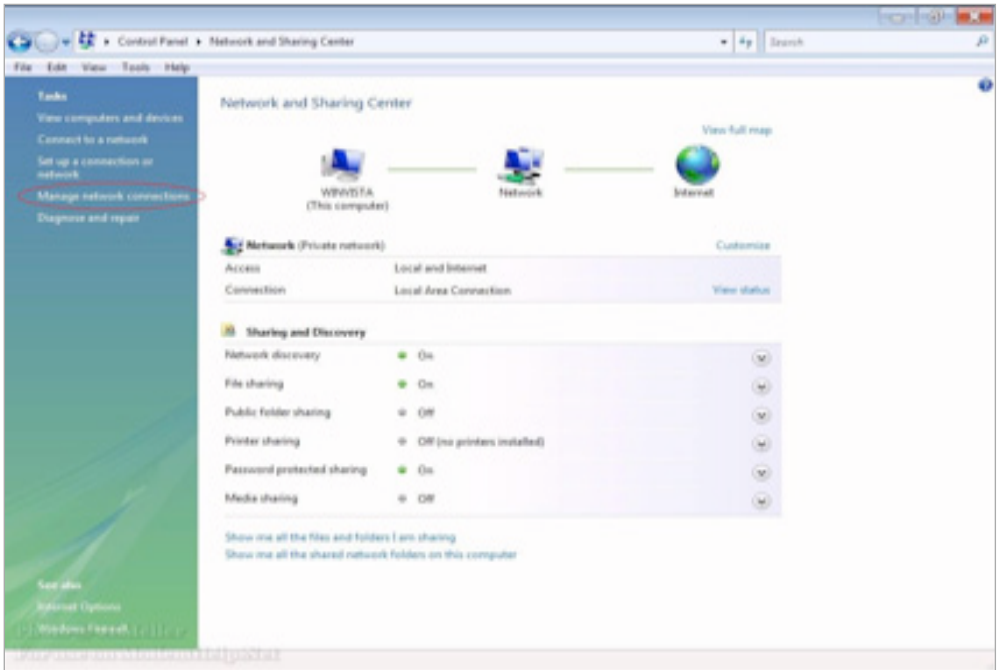 Control Panel ▸ Network and Sharing Center
Search
File Edit View Tools Help
Tasks
View computers and devices
Connect to a network
Set up a connection or
network
Manage network connections
Diagnose and repair
See also
Internet Options
Windows Firewall
Network and Sharing Center
View full map
WINVISTA
(This computer)
Network
Internet
Network (Private network)
Customize
Access Local and Internet
Connection Local Area Connection View status
Sharing and Discovery
Network discovery On
File sharing On
Public folder sharing Off
Printer sharing Off (no printers installed)
Password protected sharing On
Media sharing Off
Show me all the files and folders I am sharing
Show me all the shared network folders on this computer